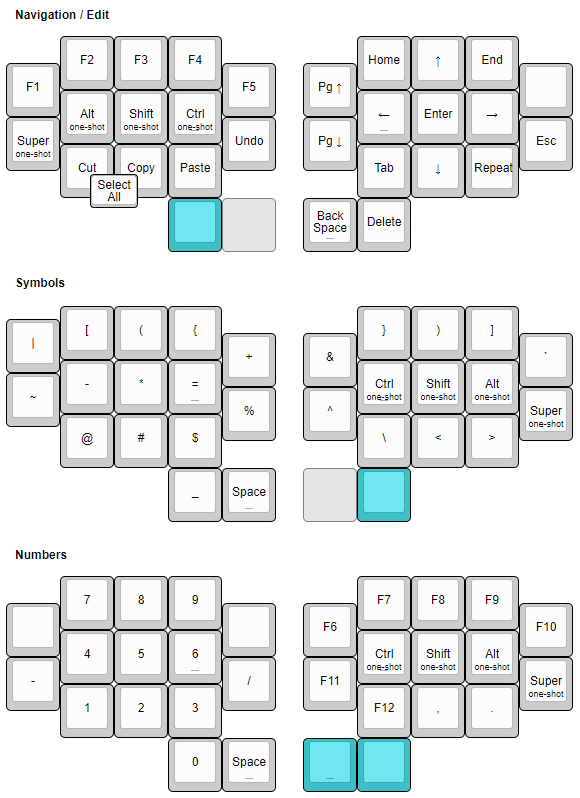 Navigation / Edit
F2 F3 F4 Home ↑ End
F1 F5 Pg ↑
Alt Shift Ctrl ← Enter →
one-shot one-shot one-shot
Super Undo Pg ↓ Esc
one-shot
Cut Copy Paste Tab ↓ Repeat
Select
All
Back Delete
Space
Symbols
[ ( { } ) ]
| + & `
- * = Ctrl Shift Alt
one-shot one-shot one-shot
~ % ^ Super
one-shot
@ # $ \ < >
_ Space
Numbers
7 8 9 F7 F8 F9
F6 F10
4 5 6 Ctrl Shift Alt
one-shot one-shot one-shot
- / F11 Super
one-shot
1 2 3 F12 , .
0 Space